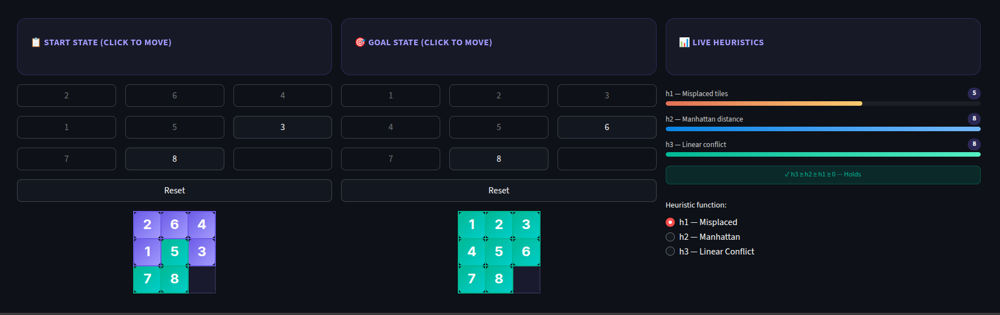 📋 START STATE (CLICK TO MOVE)
🎯 GOAL STATE (CLICK TO MOVE)
📊 LIVE HEURISTICS
2 6 4
1 5 3
7 8
Reset
2 6 4
1 5 3
7 8
1 2 3
4 5 6
7 8
Reset
1 2 3
4 5 6
7 8
h1 — Misplaced tiles 5
h2 — Manhattan distance 8
h3 — Linear conflict 8
✓ h3 ≥ h2 ≥ h1 ≥ 0 — Holds
Heuristic function:
h1 — Misplaced
h2 — Manhattan
h3 — Linear Conflict